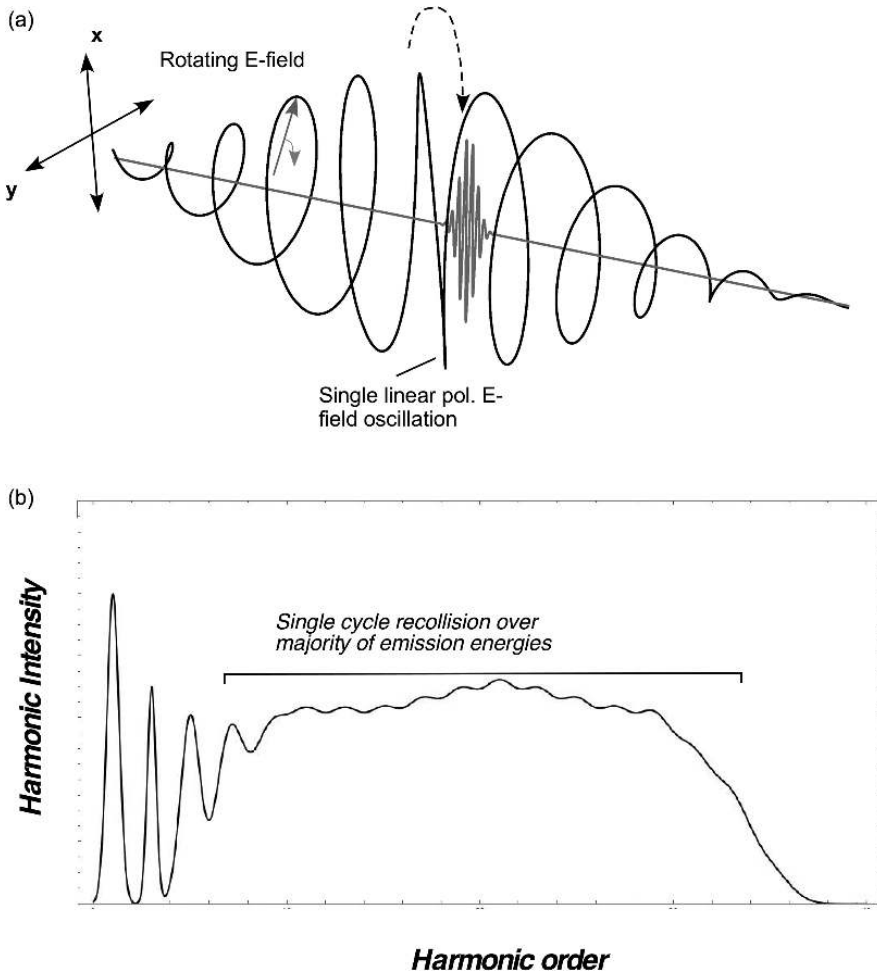 (a)
x
Rotating E-field
y
Single linear pol. E-
field oscillation
(b)
Single cycle recollision over
majority of emission energies
Harmonic Intensity
Harmonic order